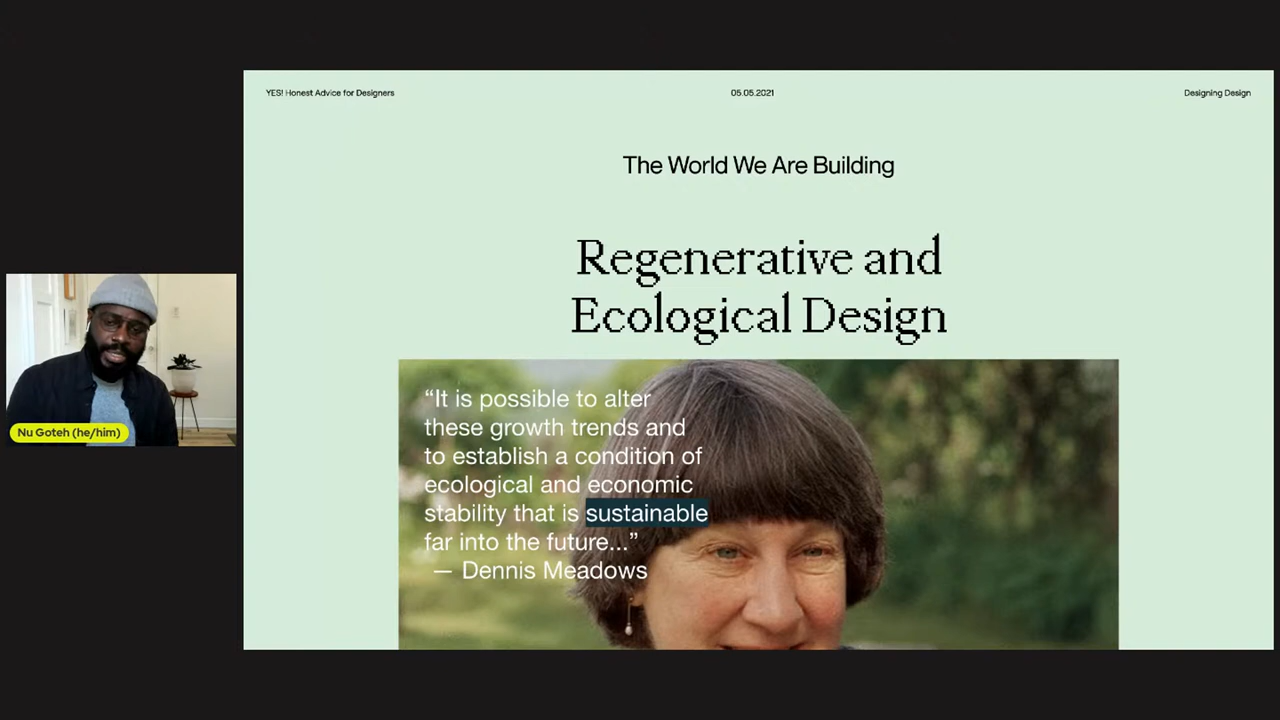 YES! Honest Advice for Designers
05.05.2021
Designing Design
The World We Are Building
Regenerative and
Ecological Design
“It is possible to alter
these growth trends and
to establish a condition of
ecological and economic
stability that is sustainable
far into the future...”
— Dennis Meadows
Nu Goteh (he/him)